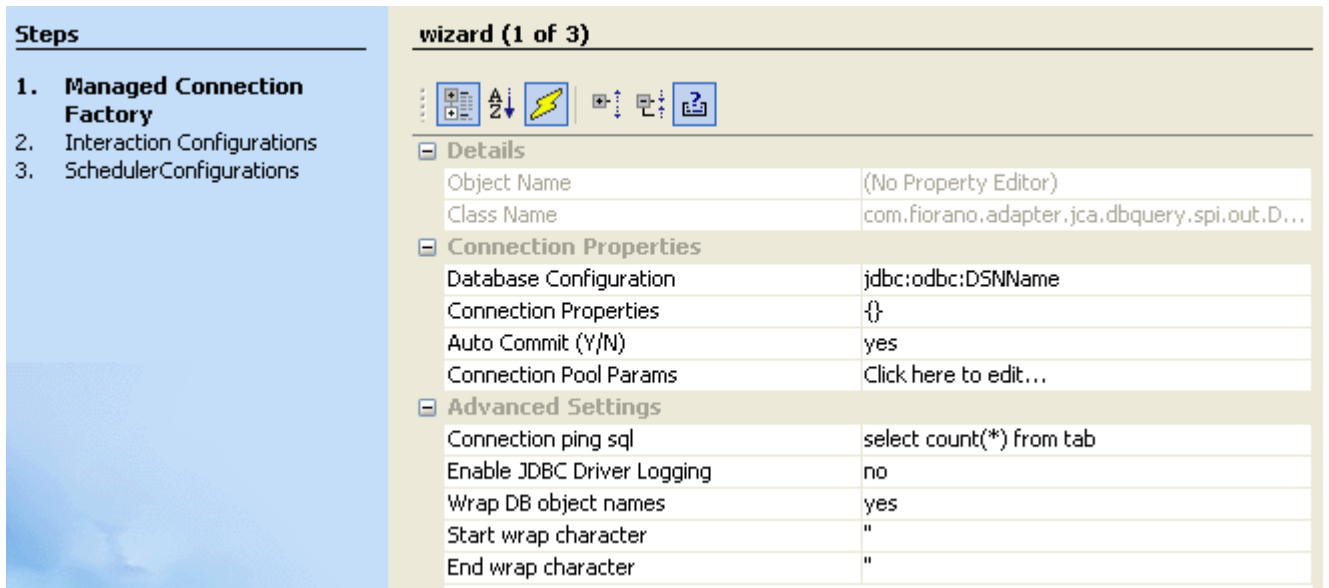 Steps
1. Managed Connection
Factory
2. Interaction Configurations
3. SchedulerConfigurations
wizard (1 of 3)
Details
Object Name (No Property Editor)
Class Name com.fiorano.adapter.jca.dbquery.spi.out.D...
Connection Properties
Database Configuration jdbc:odbc:DSNName
Connection Properties {}
Auto Commit (Y/N) yes
Connection Pool Params Click here to edit...
Advanced Settings
Connection ping sql select count(*) from tab
Enable JDBC Driver Logging no
Wrap DB object names yes
Start wrap character "
End wrap character "